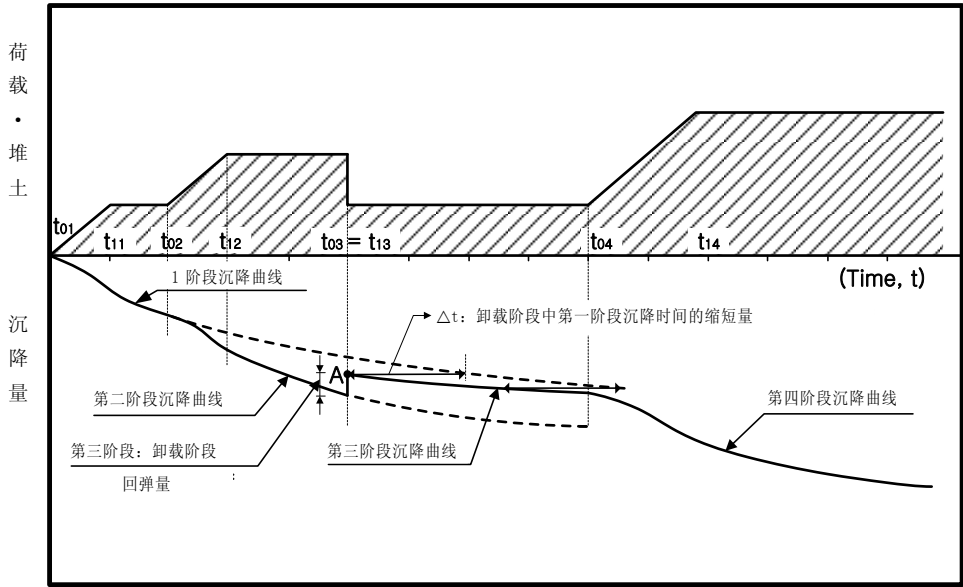 荷载·堆土
t01
t11
t02
t12
t03 = t13
t04
t14
(Time, t)
沉降量
1 阶段沉降曲线
△t：卸载阶段中第一阶段沉降时间的缩短量
A
第二阶段沉降曲线
第四阶段沉降曲线
第三阶段：卸载阶段
回弹量
:
第三阶段沉降曲线